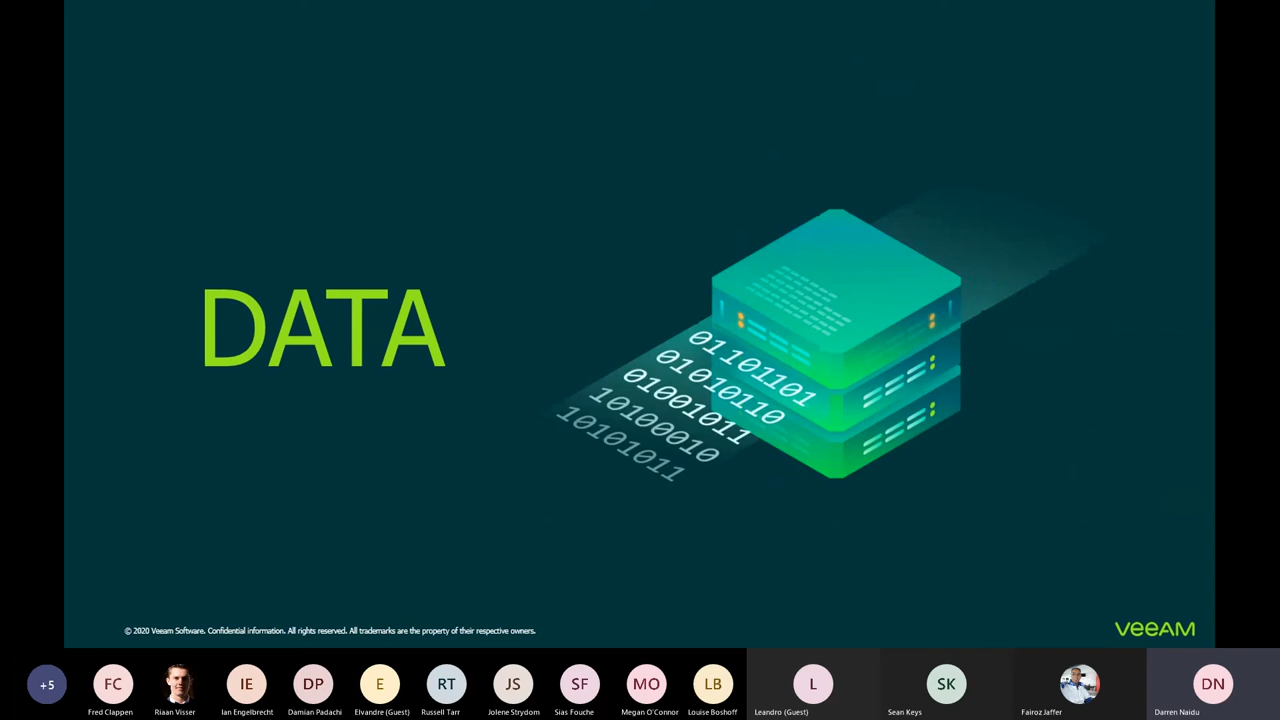 DATA
01101101
01010110
01001011
10100010
10101011
© 2020 Veeam Software. Confidential information. All rights reserved. All trademarks are the property of their respective owners.
VEEAM
+5
FC
IE
DP
E
RT
JS
SF
MO
LB
L
SK
DN
Fred Clappen
Riaan Visser
Ian Engelbrecht
Damian Padachi
Elvandre (Guest)
Russell Tarr
Jolene Strydom
Sias Fouche
Megan O'Connor
Louise Boshoff
Leandro (Guest)
Sean Keys
Fairoz Jaffer
Darren Naidu